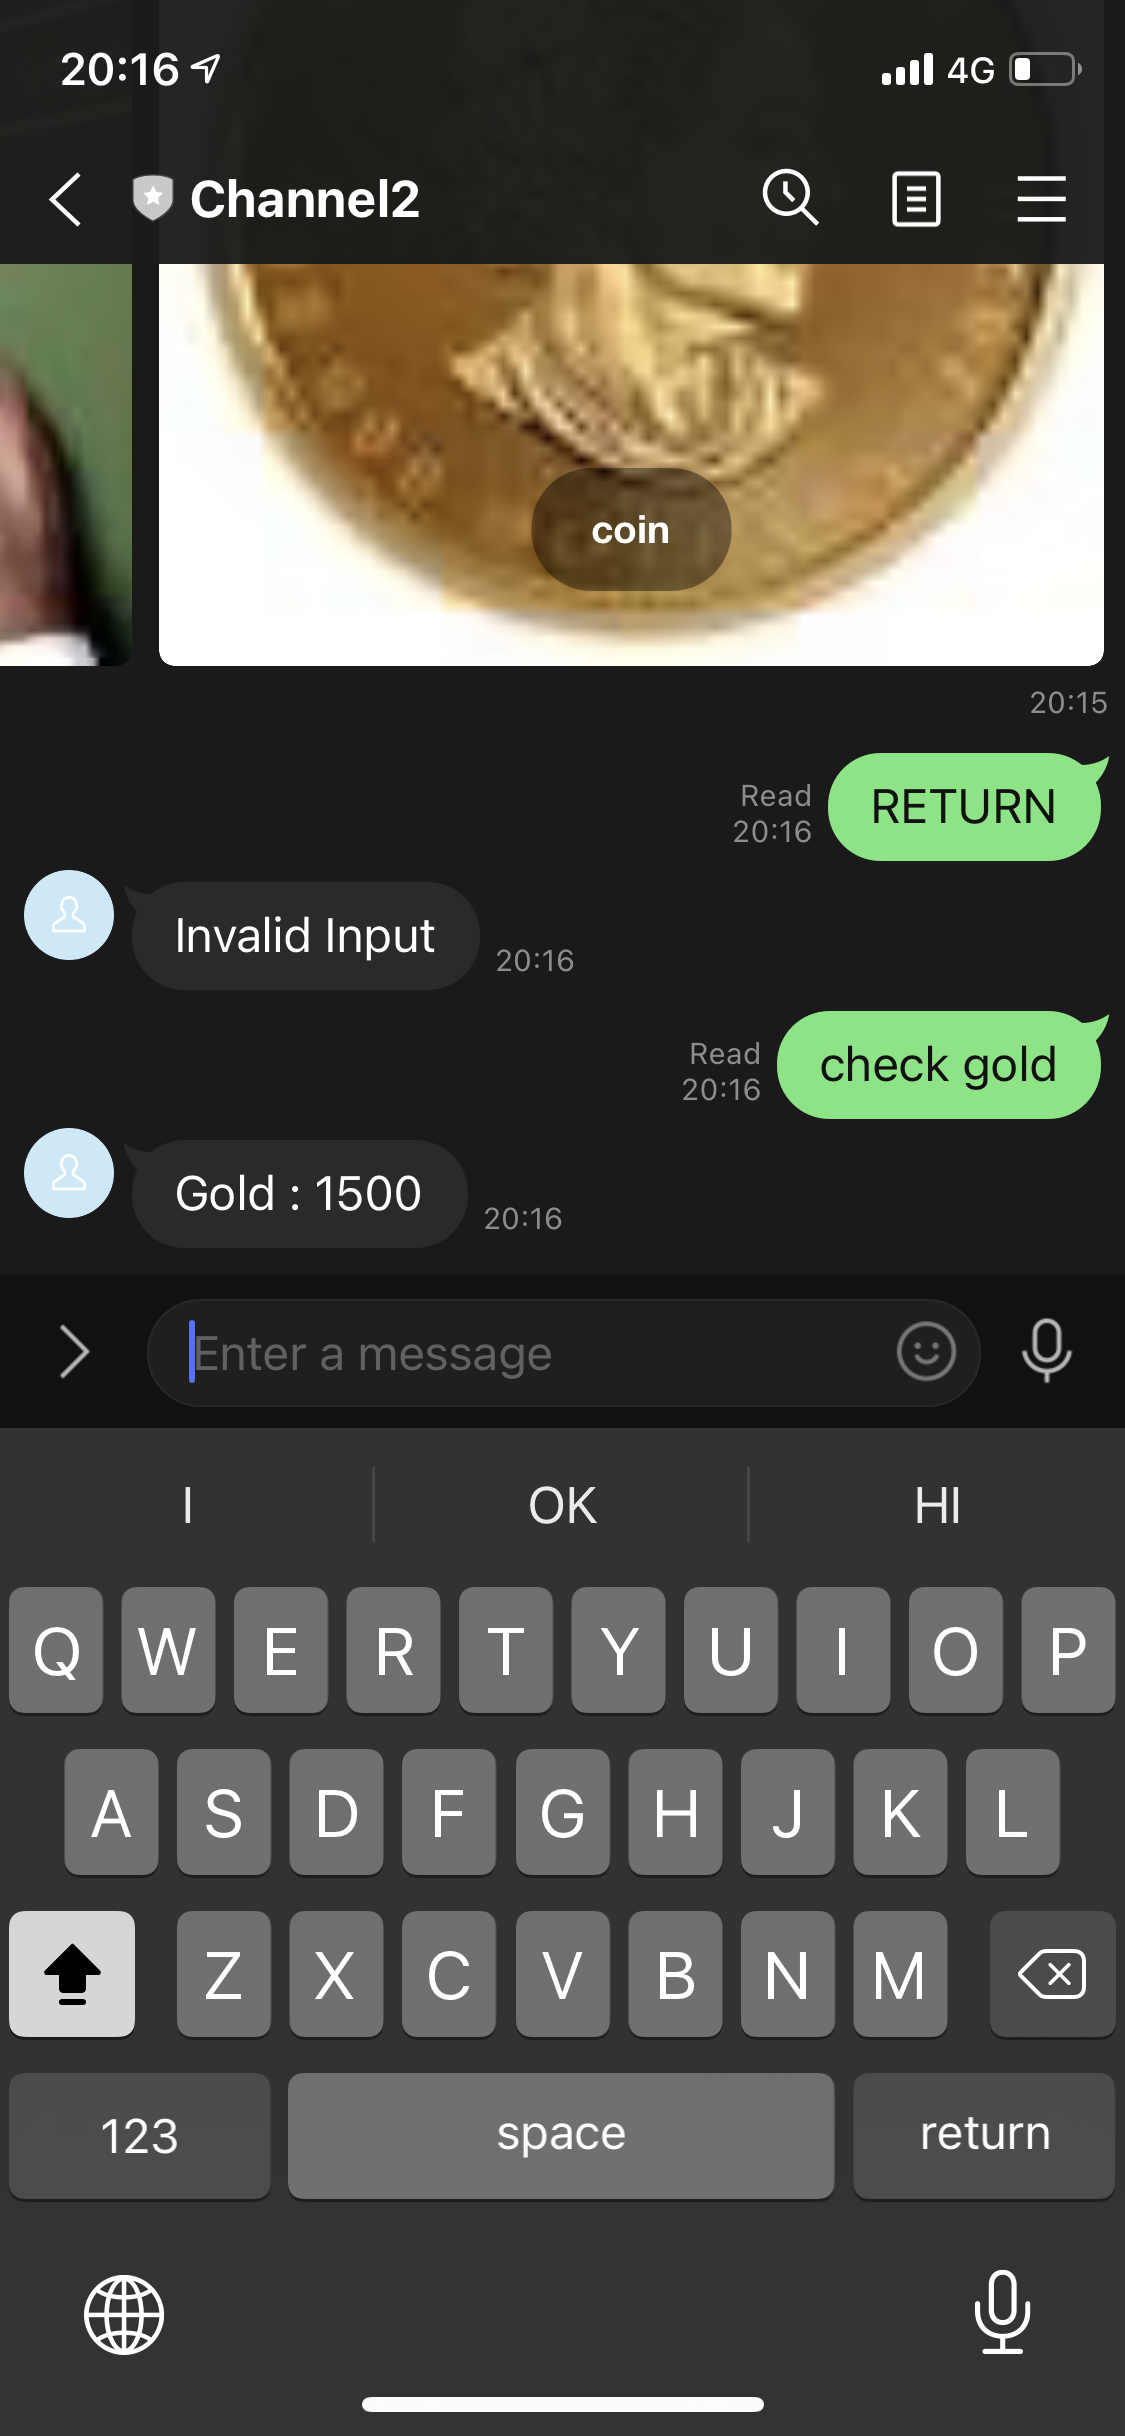 20:16
4G
Channel2
coin
20:15
RETURN
Read
20:16
Invalid Input
20:16
check gold
Read
20:16
Gold : 1500
20:16
Enter a message
I OK HI
Q W E R T Y U I O P
A S D F G H J K L
Z X C V B N M
123 space return